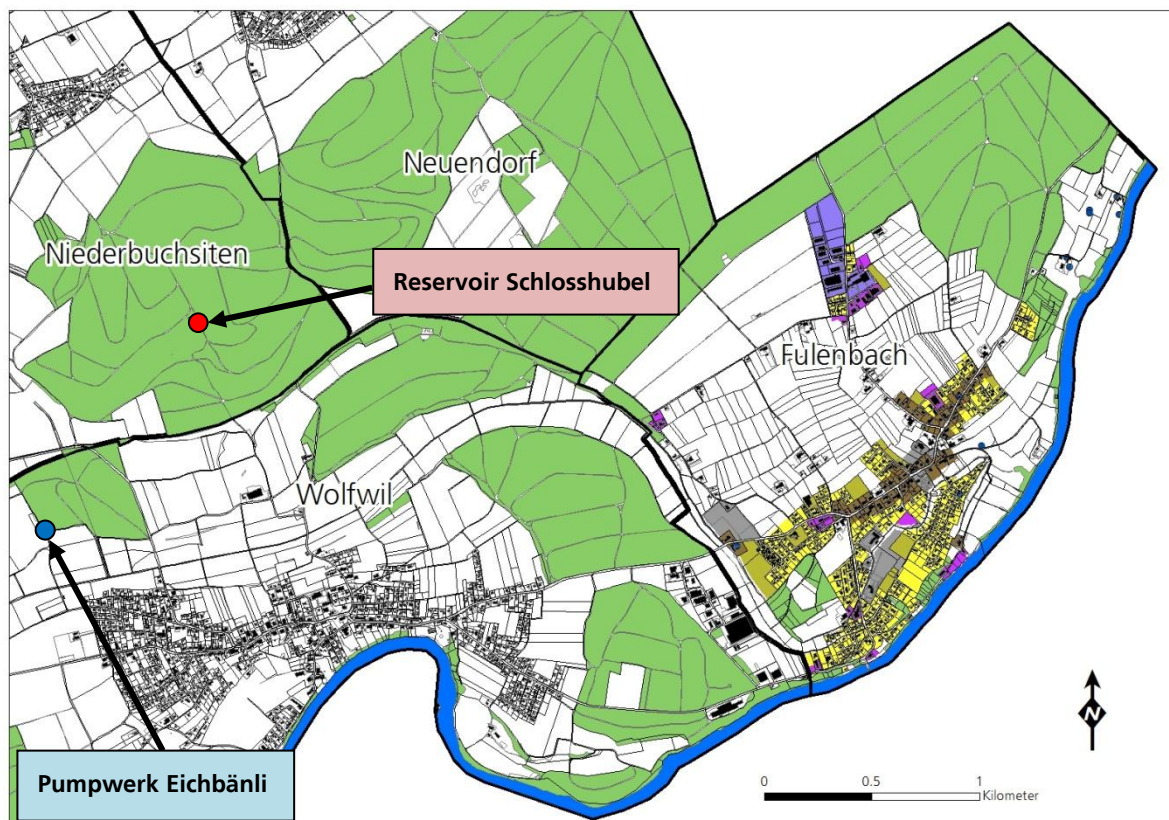 Neuendorf
Niederbuchsiten
Reservoir Schlosshubel
Fulenbach
Wolfwil
Pumpwerk Eichbänli
N
0 0.5 1
Kilometer